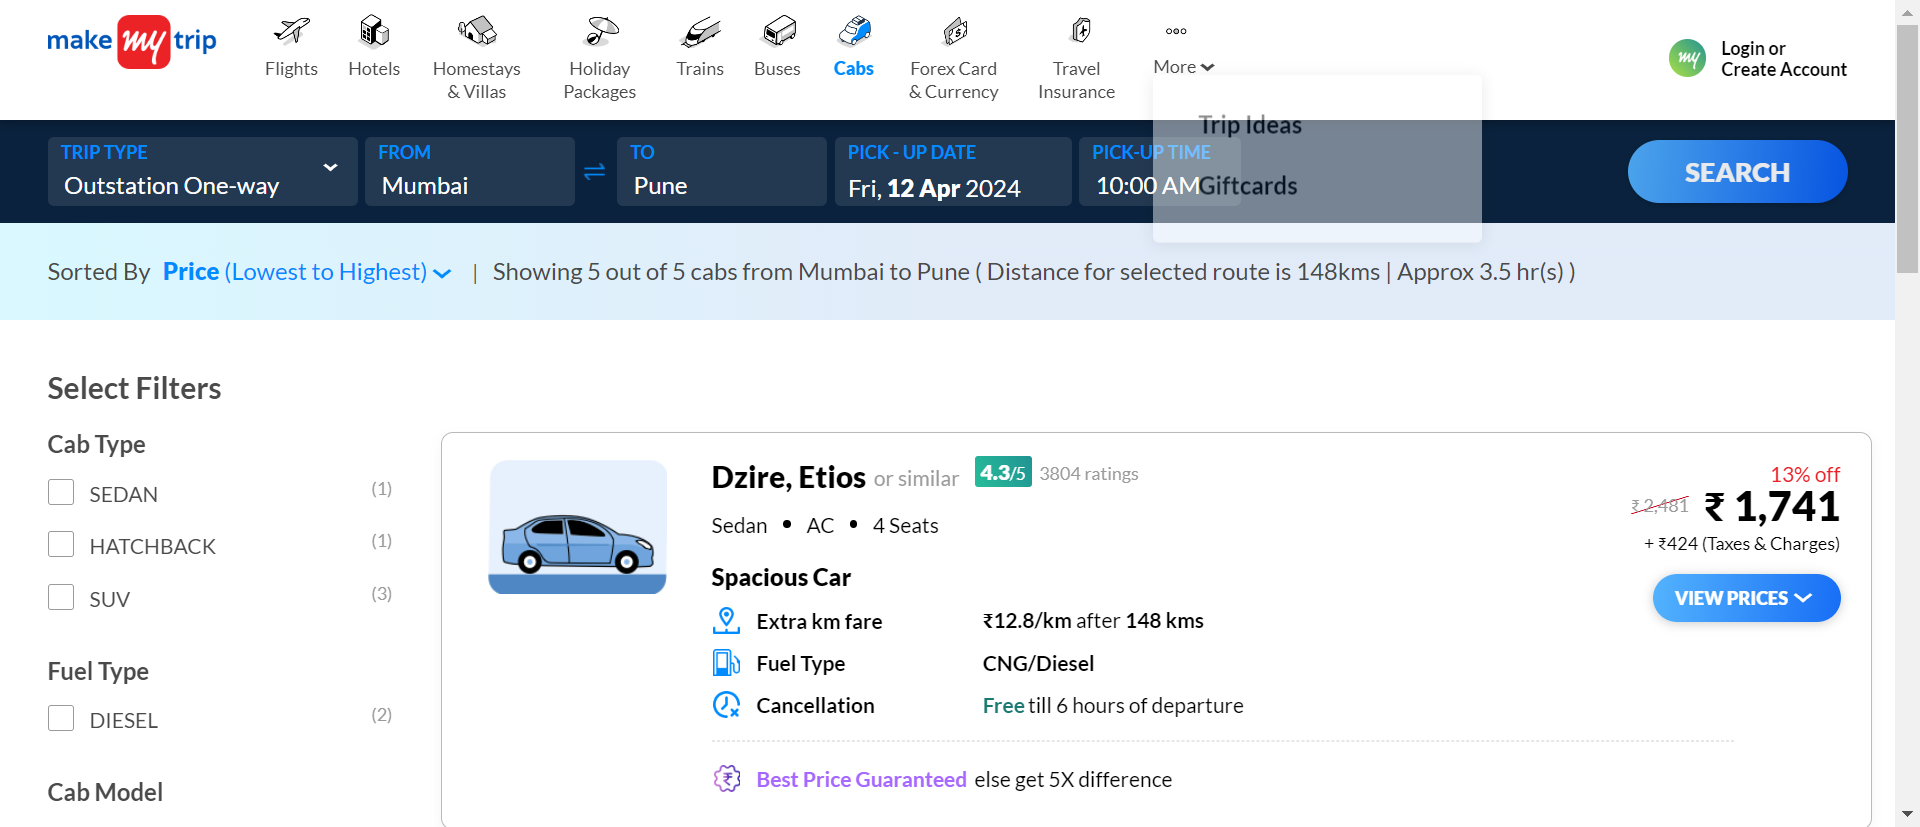 make my trip
Flights
Hotels
Homestays
& Villas
Holiday
Packages
Trains
Buses
Cabs
Forex Card
& Currency
Travel
Insurance
More
my
Login or
Create Account
Trip Ideas
Giftcards
TRIP TYPE
Outstation One-way
FROM
Mumbai
TO
Pune
PICK - UP DATE
Fri, 12 Apr 2024
PICK-UP TIME
10:00 AM
SEARCH
Sorted By Price (Lowest to Highest) | Showing 5 out of 5 cabs from Mumbai to Pune ( Distance for selected route is 148kms | Approx 3.5 hr(s) )
Select Filters
Cab Type
SEDAN (1)
HATCHBACK (1)
SUV (3)
Fuel Type
DIESEL (2)
Cab Model
Dzire, Etios or similar 4.3/5 3804 ratings
Sedan • AC • 4 Seats
Spacious Car
Extra km fare ₹12.8/km after 148 kms
Fuel Type CNG/Diesel
Cancellation Free till 6 hours of departure
Best Price Guaranteed else get 5X difference
13% off
₹ 2,481 ₹ 1,741
+ ₹424 (Taxes & Charges)
VIEW PRICES